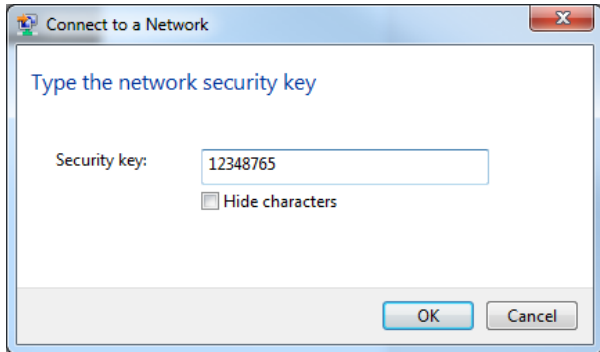 Connect to a Network
Type the network security key
Security key: 12348765
Hide characters
OK Cancel